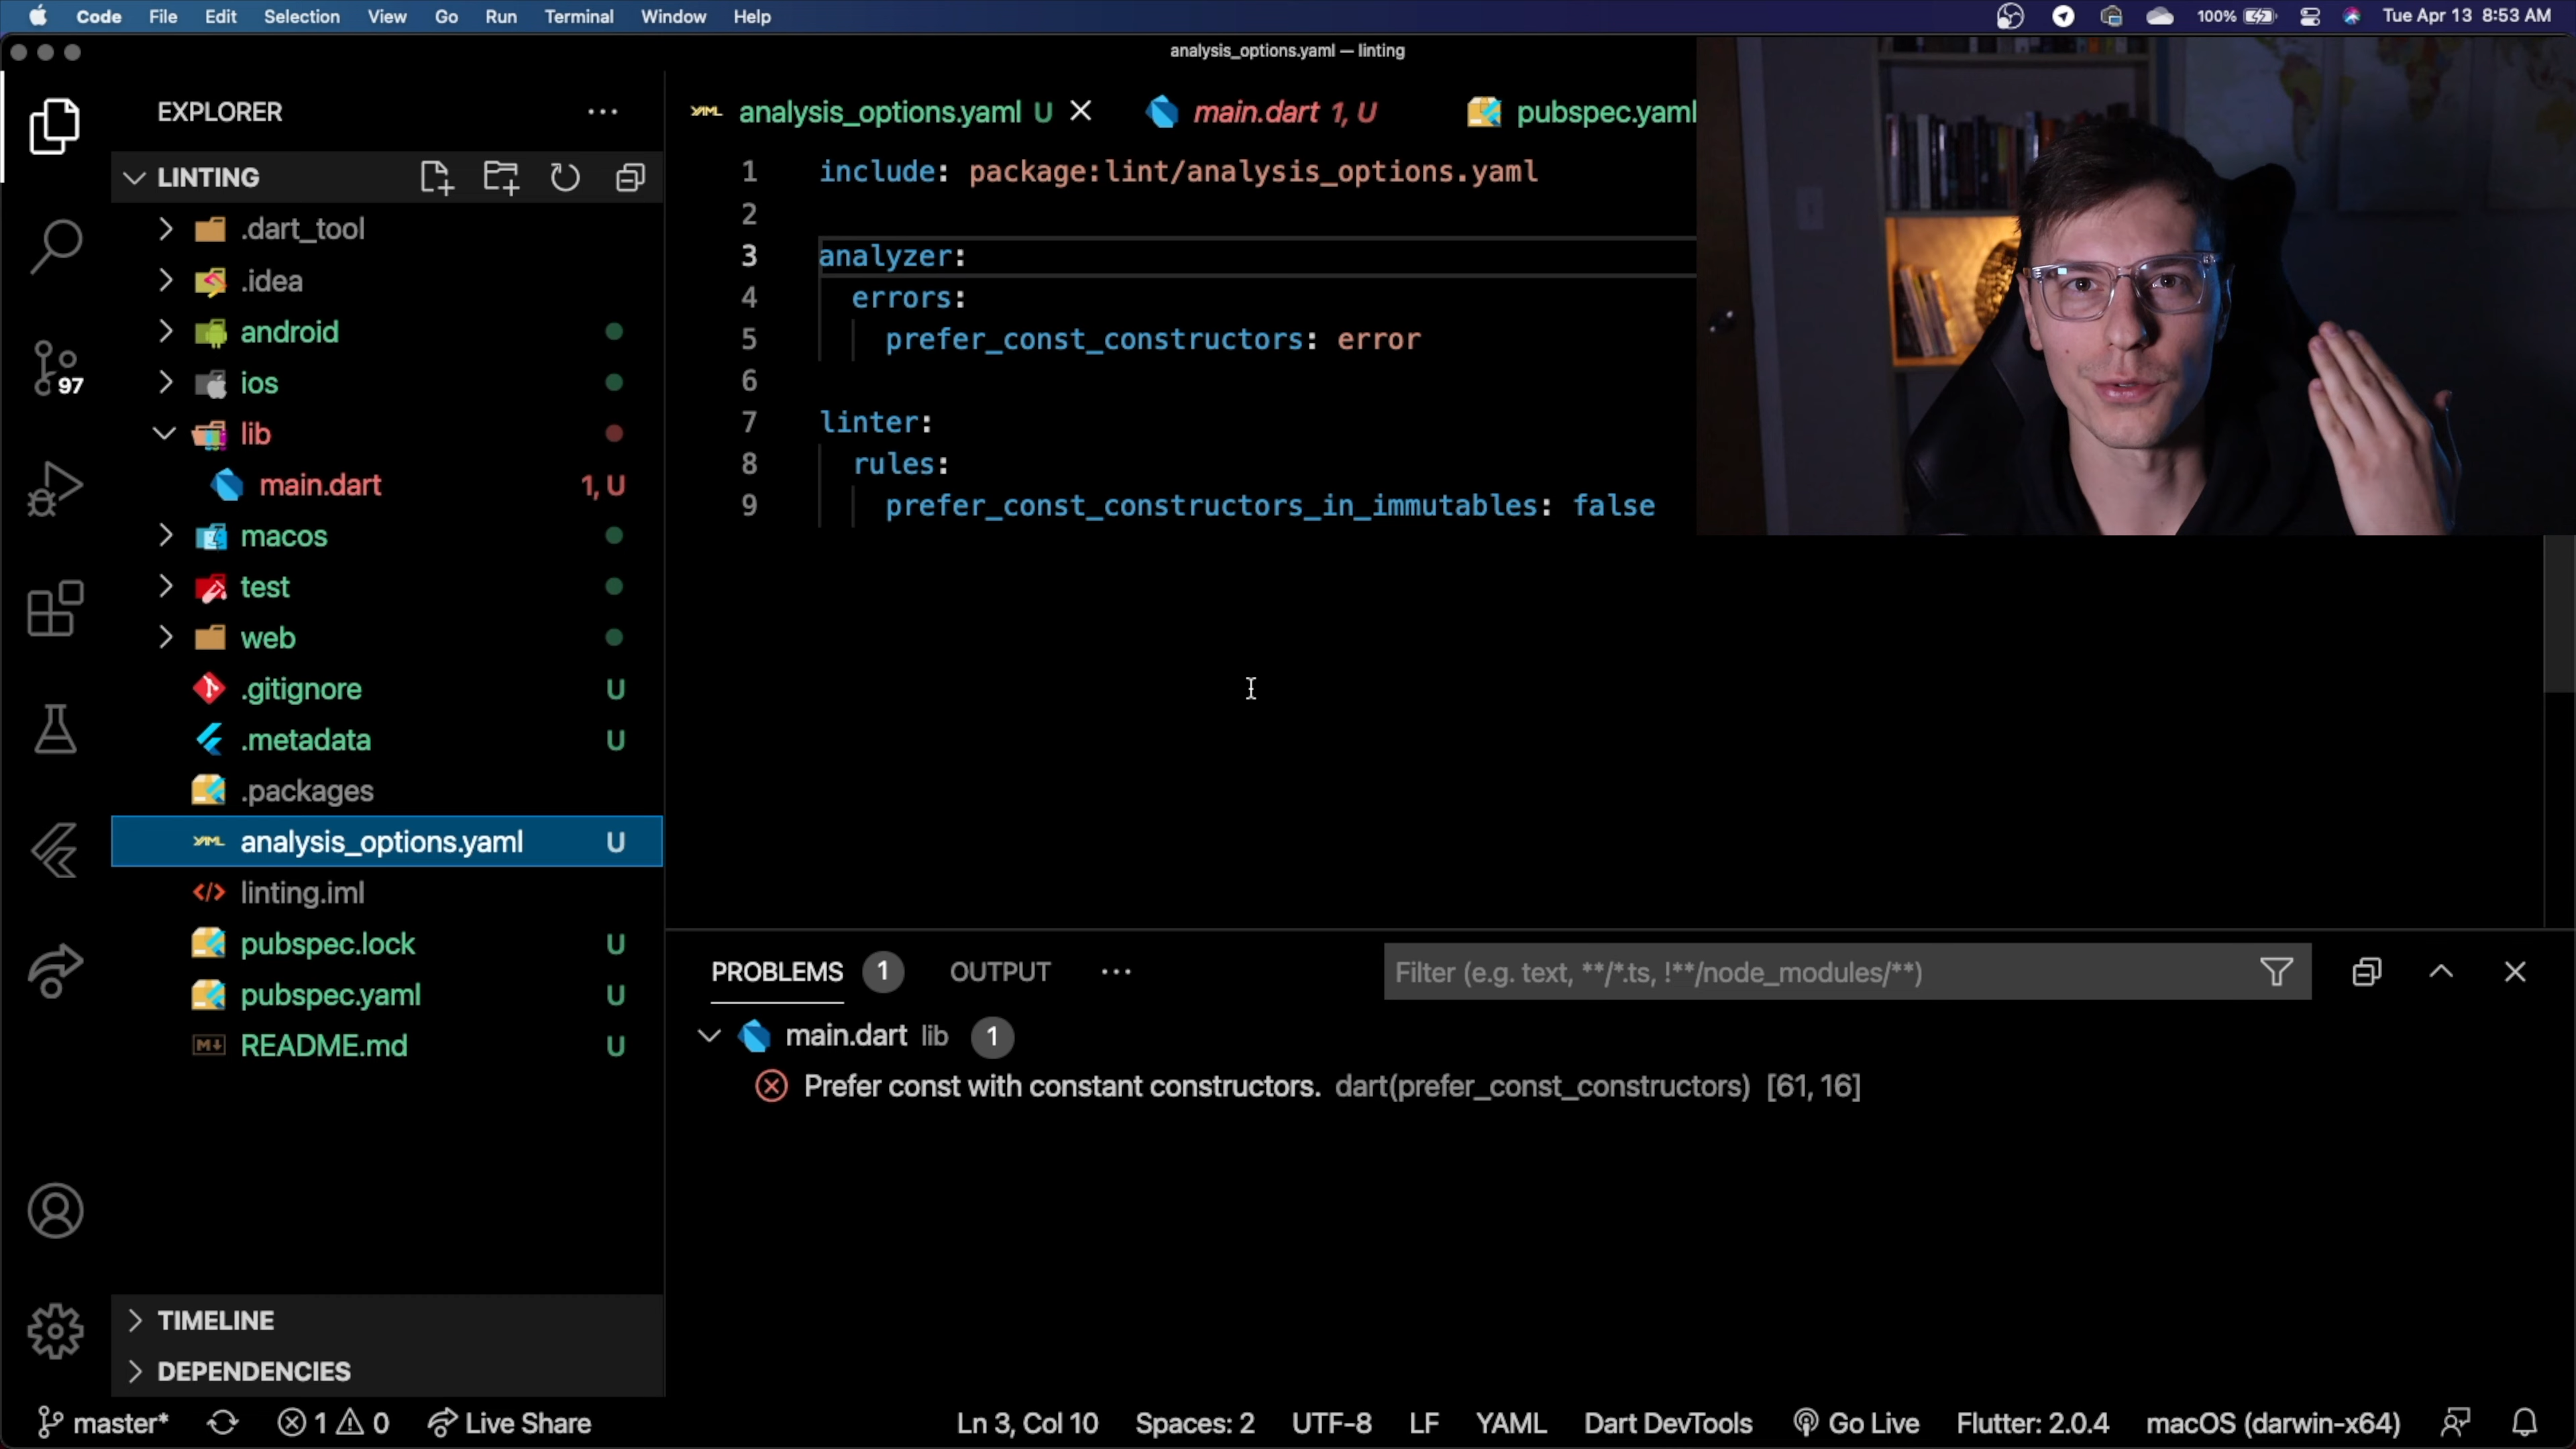 Code File Edit Selection View Go Run Terminal Window Help
100% Tue Apr 13 8:53 AM
analysis_options.yaml — linting
EXPLORER
LINTING
.dart_tool
.idea
android
ios
lib
main.dart 1, U
macos
test
web
.gitignore U
.metadata U
.packages
analysis_options.yaml U
linting.iml
pubspec.lock U
pubspec.yaml U
README.md U
TIMELINE
DEPENDENCIES
97
analysis_options.yaml U main.dart 1, U pubspec.yaml
1 include: package:lint/analysis_options.yaml
2
3 analyzer:
4 errors:
5 prefer_const_constructors: error
6
7 linter:
8 rules:
9 prefer_const_constructors_in_immutables: false
PROBLEMS 1 OUTPUT Filter (e.g. text, **/*.ts, !**/node_modules/**)
main.dart lib 1
Prefer const with constant constructors. dart(prefer_const_constructors) [61, 16]
master* 1 0 Live Share Ln 3, Col 10 Spaces: 2 UTF-8 LF YAML Dart DevTools Go Live Flutter: 2.0.4 macOS (darwin-x64)